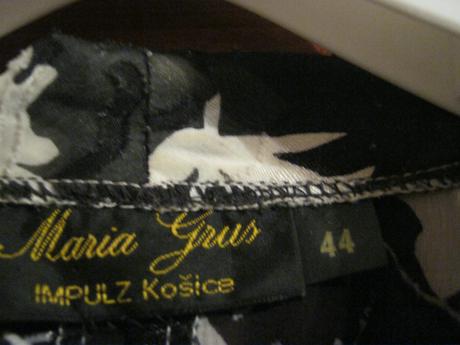 Maria Grus 44
IMPULZ Košice